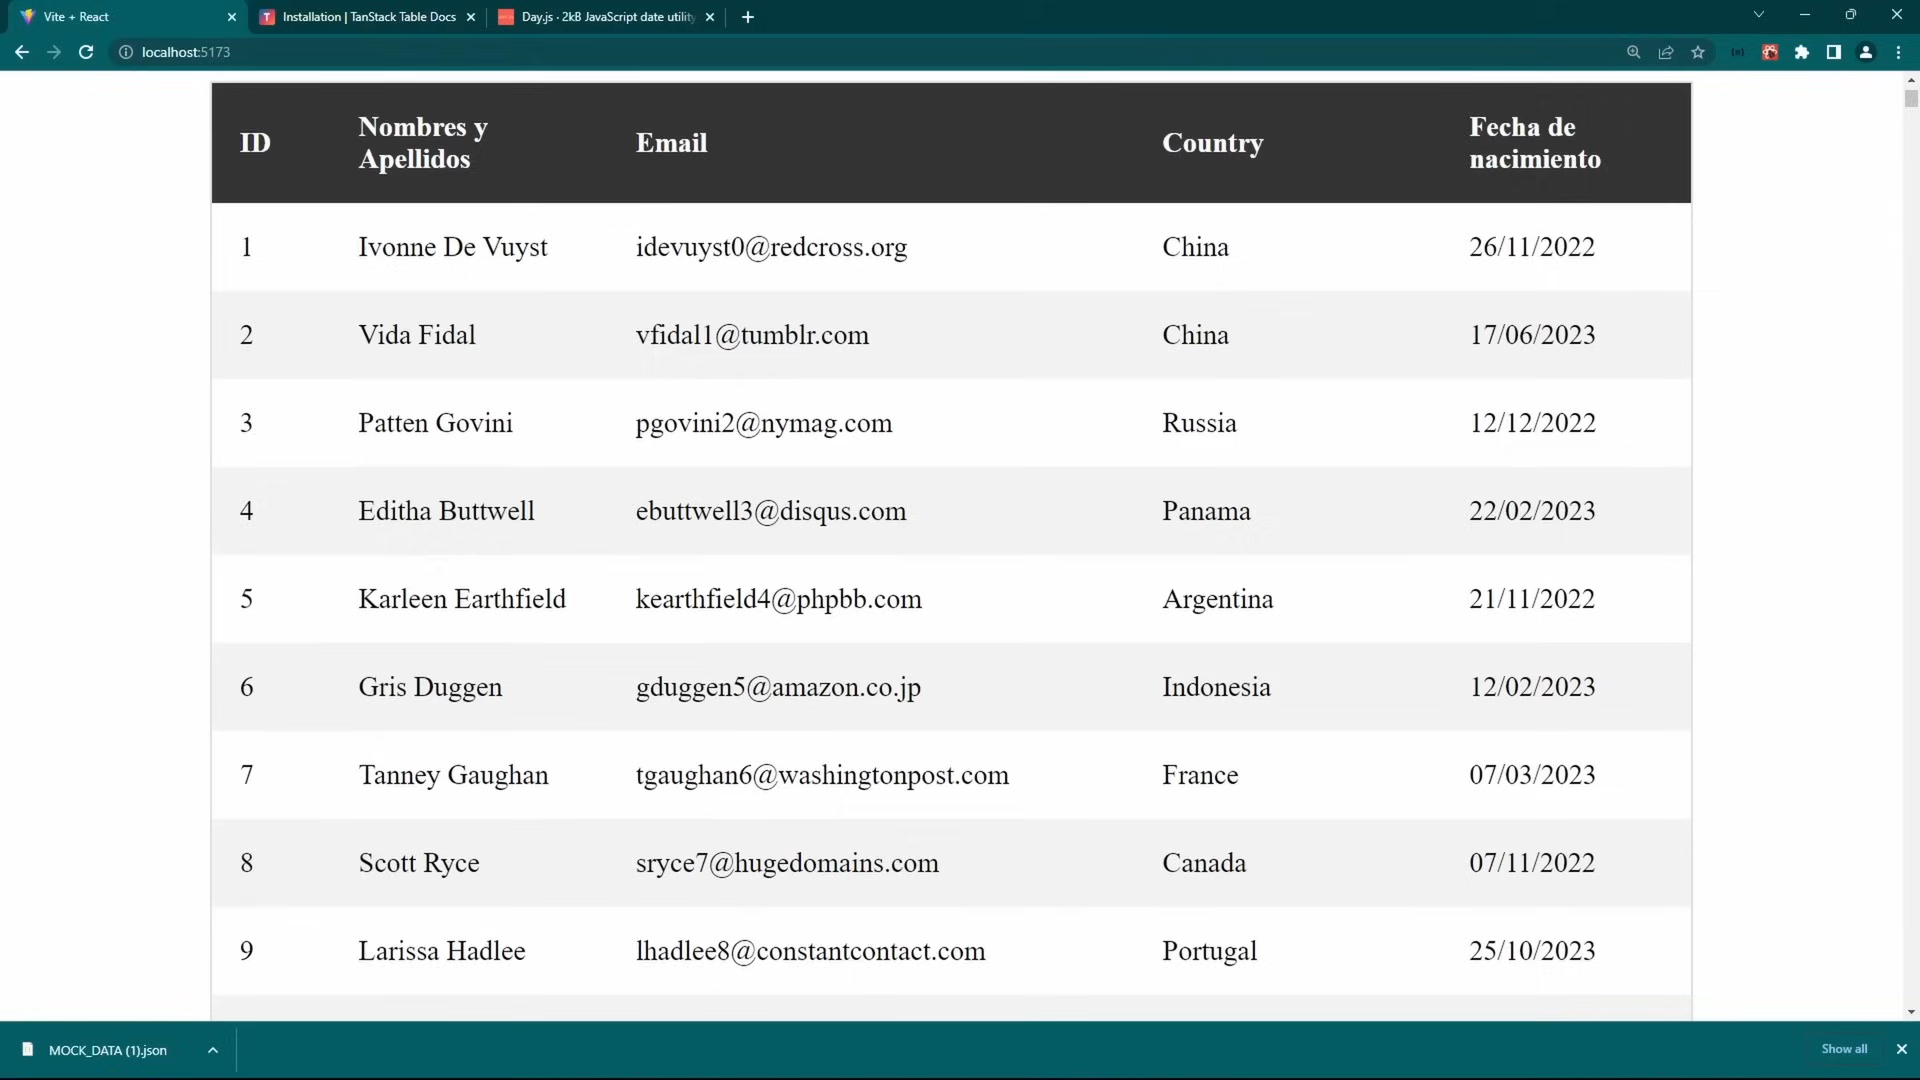 Vite + React
Installation | TanStack Table Docs
Day.js · 2kB JavaScript date utility
localhost:5173
ID Nombres y Apellidos Email Country Fecha de nacimiento
1 Ivonne De Vuyst idevuyst0@redcross.org China 26/11/2022
2 Vida Fidal vfidal1@tumblr.com China 17/06/2023
3 Patten Govini pgovini2@nymag.com Russia 12/12/2022
4 Editha Buttwell ebuttwell3@disqus.com Panama 22/02/2023
5 Karleen Earthfield kearthfield4@phpbb.com Argentina 21/11/2022
6 Gris Duggen gduggen5@amazon.co.jp Indonesia 12/02/2023
7 Tanney Gaughan tgaughan6@washingtonpost.com France 07/03/2023
8 Scott Ryce sryce7@hugedomains.com Canada 07/11/2022
9 Larissa Hadlee lhadlee8@constantcontact.com Portugal 25/10/2023
MOCK_DATA (1).json
Show all